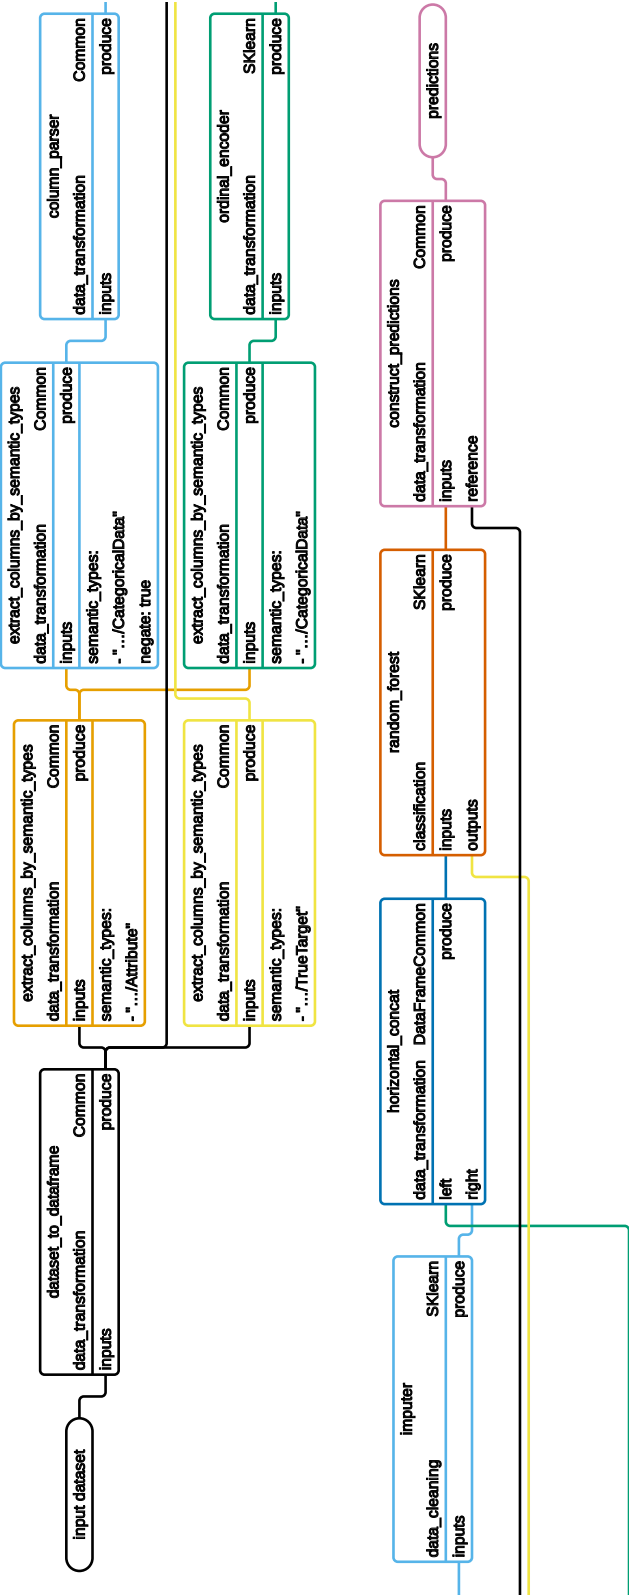 input dataset
dataset_to_dataframe
data_transformation Common
inputs produce
extract_columns_by_semantic_types
data_transformation Common
inputs produce
semantic_types:
- "…/Attribute"
extract_columns_by_semantic_types
data_transformation Common
inputs produce
semantic_types:
- "…/TrueTarget"
extract_columns_by_semantic_types
data_transformation Common
inputs produce
semantic_types:
- "…/CategoricalData"
negate: true
extract_columns_by_semantic_types
data_transformation Common
inputs produce
semantic_types:
- "…/CategoricalData"
column_parser
data_transformation Common
inputs produce
ordinal_encoder
data_transformation SKlearn
inputs produce
imputer
data_cleaning SKlearn
inputs produce
horizontal_concat
data_transformation DataFrameCommon
left produce
right
random_forest
classification SKlearn
inputs produce
outputs
construct_predictions
data_transformation Common
inputs produce
reference
predictions